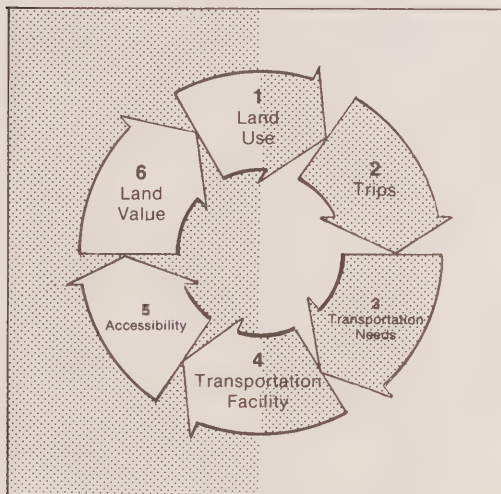 1
Land
Use
2
Trips
3
Transportation
Needs
4
Transportation
Facility
5
Accessibility
6
Land
Value